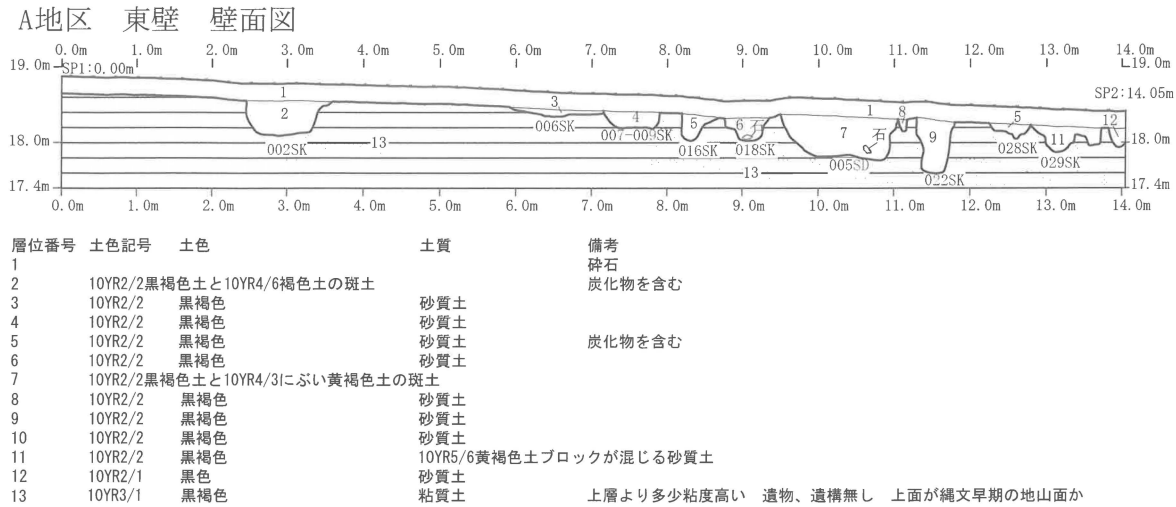 A地区 東壁 壁面図
0.0m 1.0m 2.0m 3.0m 4.0m 5.0m 6.0m 7.0m 8.0m 9.0m 10.0m 11.0m 12.0m 13.0m 14.0m
19.0m SP1:0.00m 19.0m
SP2:14.05m
1 3 1 8
2 4 5 6 石 7 石 9 5 12
006SK 007-009SK
18.0m 002SK 13 016SK 018SK 028SK 11 18.0m
005SD 029SK
13 022SK
17.4m 17.4m
0.0m 1.0m 2.0m 3.0m 4.0m 5.0m 6.0m 7.0m 8.0m 9.0m 10.0m 11.0m 12.0m 13.0m 14.0m
層位番号 土色記号 土色 土質 備考
1 砕石
2 10YR2/2黒褐色土と10YR4/6褐色土の斑土 炭化物を含む
3 10YR2/2 黒褐色 砂質土
4 10YR2/2 黒褐色 砂質土
5 10YR2/2 黒褐色 砂質土 炭化物を含む
6 10YR2/2 黒褐色 砂質土
7 10YR2/2黒褐色土と10YR4/3にぶい黄褐色土の斑土
8 10YR2/2 黒褐色 砂質土
9 10YR2/2 黒褐色 砂質土
10 10YR2/2 黒褐色 砂質土
11 10YR2/2 黒褐色 10YR5/6黄褐色土ブロックが混じる砂質土
12 10YR2/1 黒色 砂質土
13 10YR3/1 黒褐色 粘質土 上層より多少粘度高い 遺物、遺構無し 上面が縄文早期の地山面か